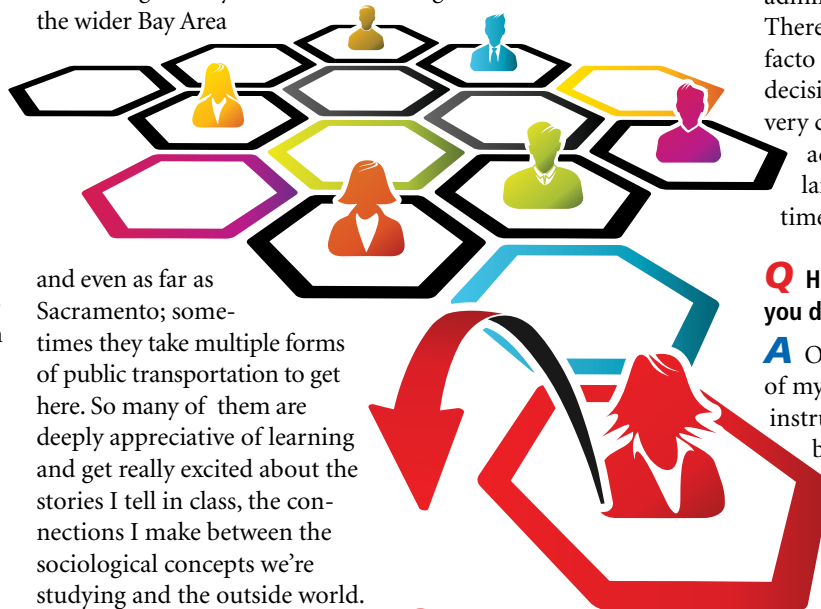 the wider Bay Area
and even as far as
Sacramento; some-
times they take multiple forms
of public transportation to get
here. So many of them are
deeply appreciative of learning
and get really excited about the
stories I tell in class, the con-
nections I make between the
sociological concepts we're
studying and the outside world.
There
facto
decisi
very c
time
Q H
you d
A O
of my
instru
b